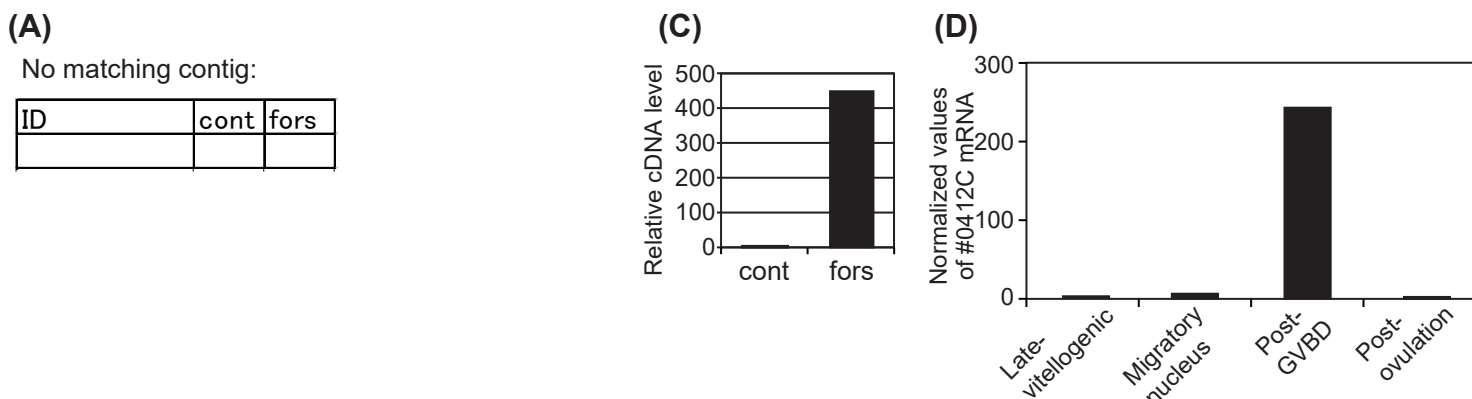 (A)
No matching contig:
ID cont fors
(C)
Relative cDNA level
500
400
300
200
100
0
cont fors
(D)
Normalized values
of #0412C mRNA
300
200
100
0
Late-
vitellogenic
Migratory
nucleus
Post-
GVBD
Post-
ovulation